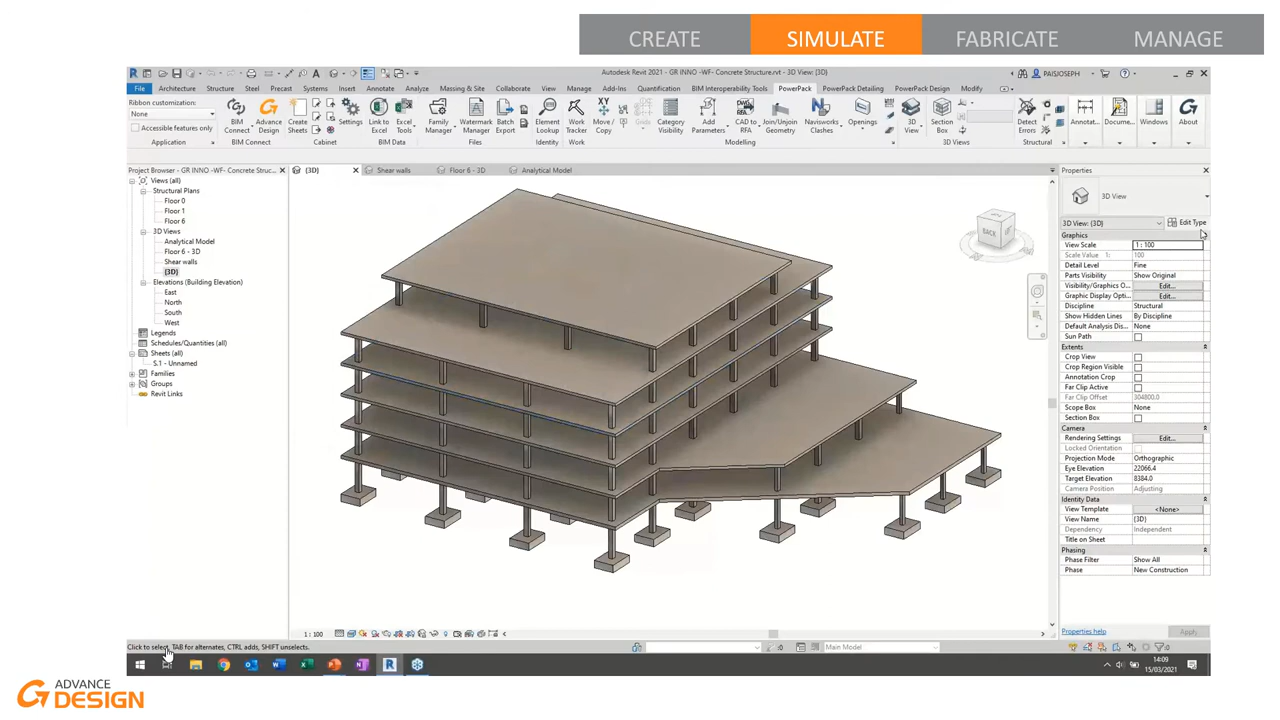 CREATE SIMULATE FABRICATE MANAGE
Autodesk Revit 2021 - GR INNO -WF- Concrete Structure.rvt - 3D View: {3D}
PAISJOSEPH
File Architecture Structure Steel Precast Systems Insert Annotate Analyze Massing & Site Collaborate View Manage Add-Ins Quantification BIM Interoperability Tools PowerPack PowerPack Detailing PowerPack Design Modify
Ribbon customization:
None
Accessible features only
Application
BIM Connect
Advance Design
BIM Connect
Create Sheets
Settings
Cabinet
Link to Excel
Excel Tools
BIM Data
Family Manager
Watermark Manager
Batch Export
Files
Element Lookup
Identity
Work Tracker
Work
Move / Copy
Grids
Category Visibility
Add Parameters
CAD to RFA
Join/Unjoin Geometry
Navisworks Clashes
Openings
Modelling
3D View
Section Box
3D Views
Detect Errors
Structural
Annotat...
Docume...
Windows
About
Project Browser - GR INNO -WF- Concrete Struc...
Views (all)
Structural Plans
Floor 0
Floor 1
Floor 6
3D Views
Analytical Model
Floor 6 - 3D
Shear walls
{3D}
Elevations (Building Elevation)
East
North
South
West
Legends
Schedules/Quantities (all)
Sheets (all)
S.1 - Unnamed
Families
Groups
Revit Links
{3D} Shear walls Floor 6 - 3D Analytical Model
BACK
Properties
3D View
3D View: {3D} Edit Type
Graphics
View Scale 1 : 100
Scale Value 1: 100
Detail Level Fine
Parts Visibility Show Original
Visibility/Graphics O... Edit...
Graphic Display Opti... Edit...
Discipline Structural
Show Hidden Lines By Discipline
Default Analysis Dis... None
Sun Path
Extents
Crop View
Crop Region Visible
Annotation Crop
Far Clip Active
Far Clip Offset 304800.0
Scope Box None
Section Box
Camera
Rendering Settings Edit...
Locked Orientation
Projection Mode Orthographic
Eye Elevation 22066.4
Target Elevation 8384.0
Camera Position Adjusting
Identity Data
View Template <None>
View Name {3D}
Dependency Independent
Title on Sheet
Phasing
Phase Filter Show All
Phase New Construction
Properties help Apply
1 : 100
Click to select, TAB for alternates, CTRL adds, SHIFT unselects.
:0
Main Model
:0
14:09
15/03/2021
ADVANCE
DESIGN